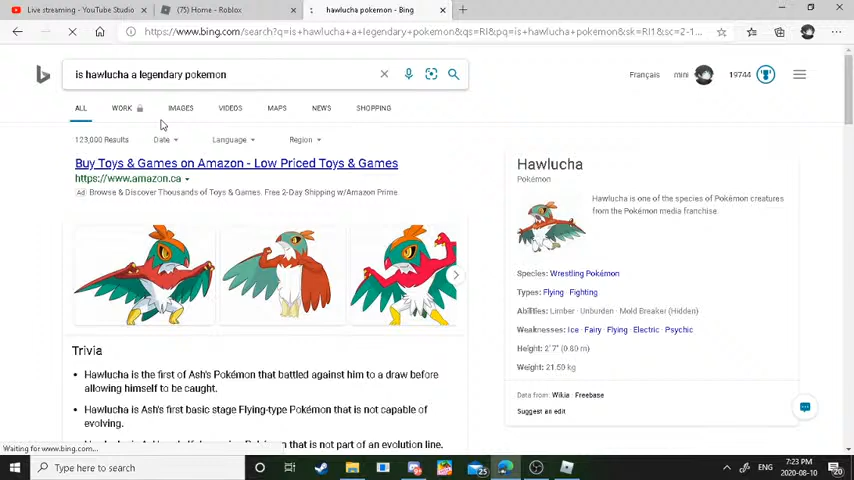 Live streaming - YouTube Studio
(75) Home - Roblox
hawlucha pokemon - Bing
https://www.bing.com/search?q=is+hawlucha+a+legendary+pokemon&qs=RI&pq=is+hawlucha+pokemon&sk=RI1&sc=2-1...
is hawlucha a legendary pokemon
Français
mini
19744
ALL
WORK
IMAGES
VIDEOS
MAPS
NEWS
SHOPPING
123,000 Results
Date
Language
Region
Buy Toys & Games on Amazon - Low Priced Toys & Games
https://www.amazon.ca
Ad Browse & Discover Thousands of Toys & Games. Free 2-Day Shipping w/Amazon Prime
Trivia
Hawlucha is the first of Ash's Pokémon that battled against him to a draw before
allowing himself to be caught.
Hawlucha is Ash's first basic stage Flying-type Pokémon that is not capable of
evolving.
Pokémon that is not part of an evolution line.
Hawlucha
Pokémon
Hawlucha is one of the species of Pokémon creatures
from the Pokémon media franchise
Species: Wrestling Pokémon
Types: Flying · Fighting
Abilities: Limber · Unburden · Mold Breaker (Hidden)
Weaknesses: Ice · Fairy · Flying · Electric · Psychic
Height: 2' 7" (0.80 m)
Weight: 21.50 kg
Data from: Wikia · Freebase
Suggest an edit
Waiting for www.bing.com...
Type here to search
25
ENG
7:23 PM
2020-08-10
20